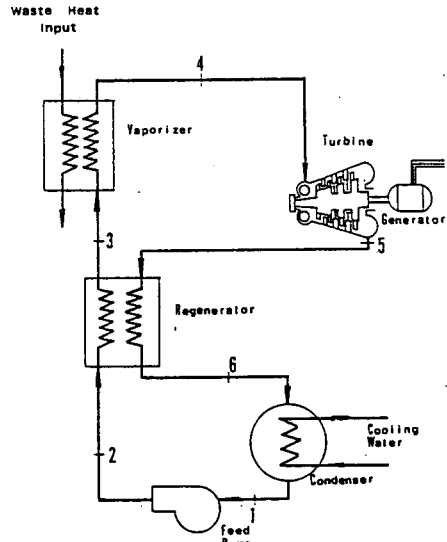 Waste Heat
Input
4
Vaporizer
Turbine
Generator
3
5
Regenerator
6
2
Cooling
Water
Condenser
1
Feed